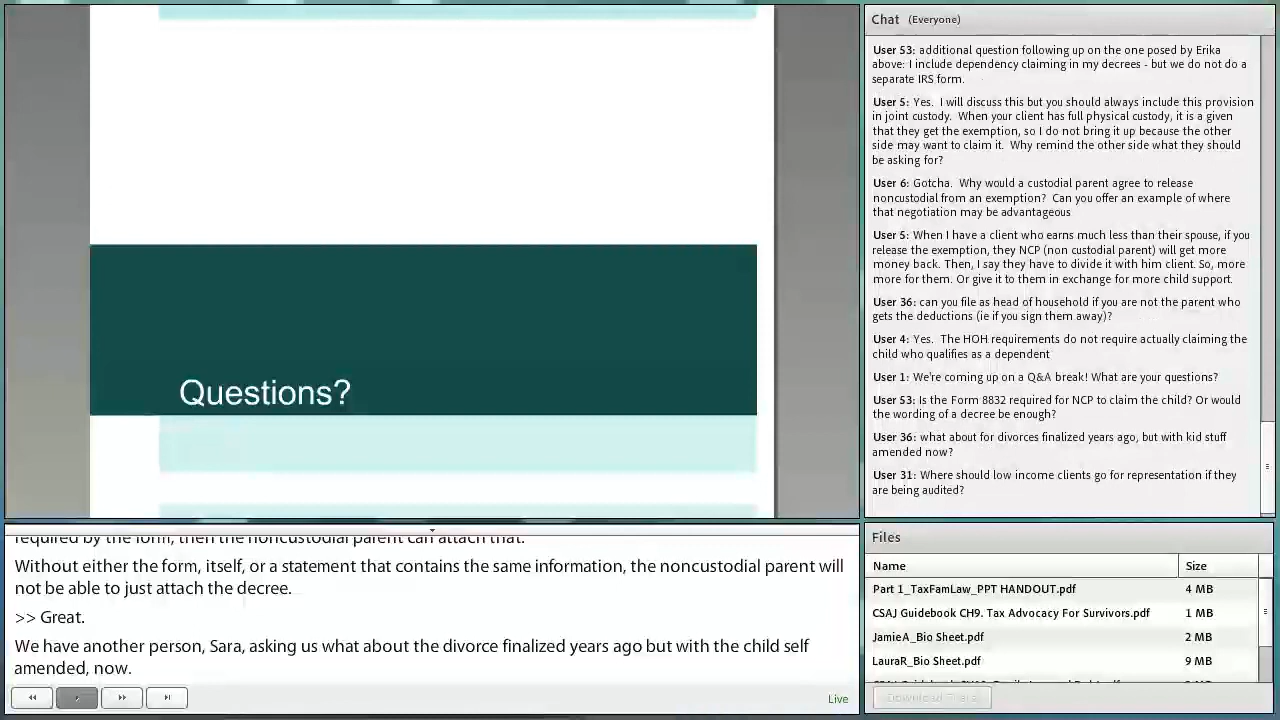 Questions?
required by the form, then the noncustodial parent can attach that.
Without either the form, itself, or a statement that contains the same information, the noncustodial parent will
not be able to just attach the decree.
>> Great.
We have another person, Sara, asking us what about the divorce finalized years ago but with the child self
amended, now.
Live
Chat (Everyone)
User 53: additional question following up on the one posed by Erika
above: I include dependency claiming in my decrees - but we do not do a
separate IRS form.
User 5: Yes. I will discuss this but you should always include this provision
in joint custody. When your client has full physical custody, it is a given
that they get the exemption, so I do not bring it up because the other
side may want to claim it. Why remind the other side what they should
be asking for?
User 6: Gotcha. Why would a custodial parent agree to release
noncustodial from an exemption? Can you offer an example of where
that negotiation may be advantageous
User 5: When I have a client who earns much less than their spouse, if you
release the exemption, they NCP (non custodial parent) will get more
money back. Then, I say they have to divide it with him client. So, more
more for them. Or give it to them in exchange for more child support.
User 36: can you file as head of household if you are not the parent who
gets the deductions (ie if you sign them away)?
User 4: Yes. The HOH requirements do not require actually claiming the
child who qualifies as a dependent
User 1: We're coming up on a Q&A break! What are your questions?
User 53: Is the Form 8832 required for NCP to claim the child? Or would
the wording of a decree be enough?
User 36: what about for divorces finalized years ago, but with kid stuff
amended now?
User 31: Where should low income clients go for representation if they
are being audited?
Files
Name Size
Part 1_TaxFamLaw_PPT HANDOUT.pdf 4 MB
CSAJ Guidebook CH9. Tax Advocacy For Survivors.pdf 1 MB
JamieA_Bio Sheet.pdf 2 MB
LauraR_Bio Sheet.pdf 9 MB